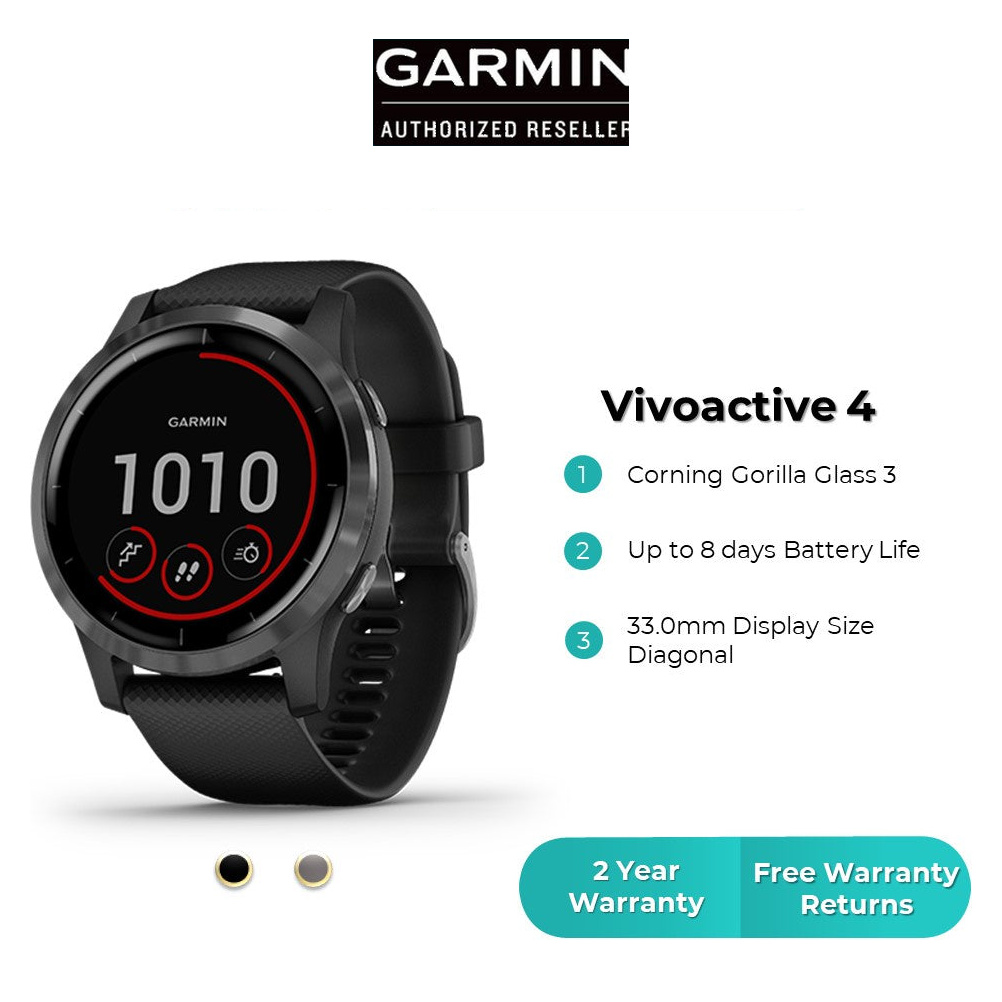 GARMIN
AUTHORIZED RESELLER
GARMIN
1010
Vivoactive 4
1 Corning Gorilla Glass 3
2 Up to 8 days Battery Life
3 33.0mm Display Size
Diagonal
2 Year
Warranty
Free Warranty
Returns